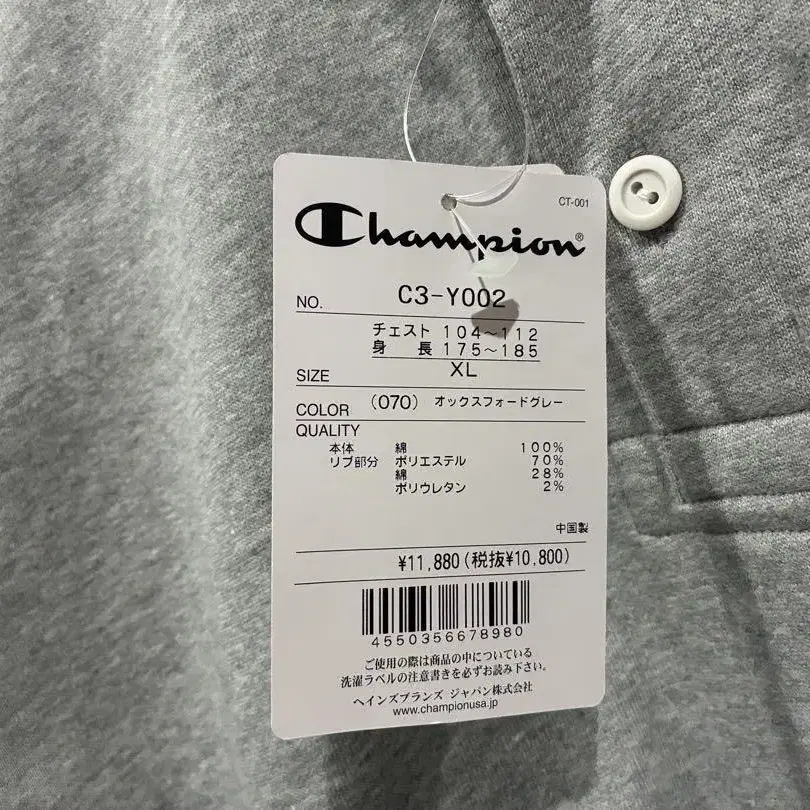 CT-001
Champion®
NO. C3-Y002
チェスト 104～112
身　長 175～185
SIZE XL
COLOR (070) オックスフォードグレー
QUALITY
本体 綿 100%
リブ部分 ポリエステル 70%
綿 28%
ポリウレタン 2%
中国製
¥11,880(税抜¥10,800)
4550356678980
ご使用の際は商品の中についている
洗濯ラベルの注意書きを必ずお読み下さい。
ヘインズブランズ ジャパン株式会社
www.championusa.jp